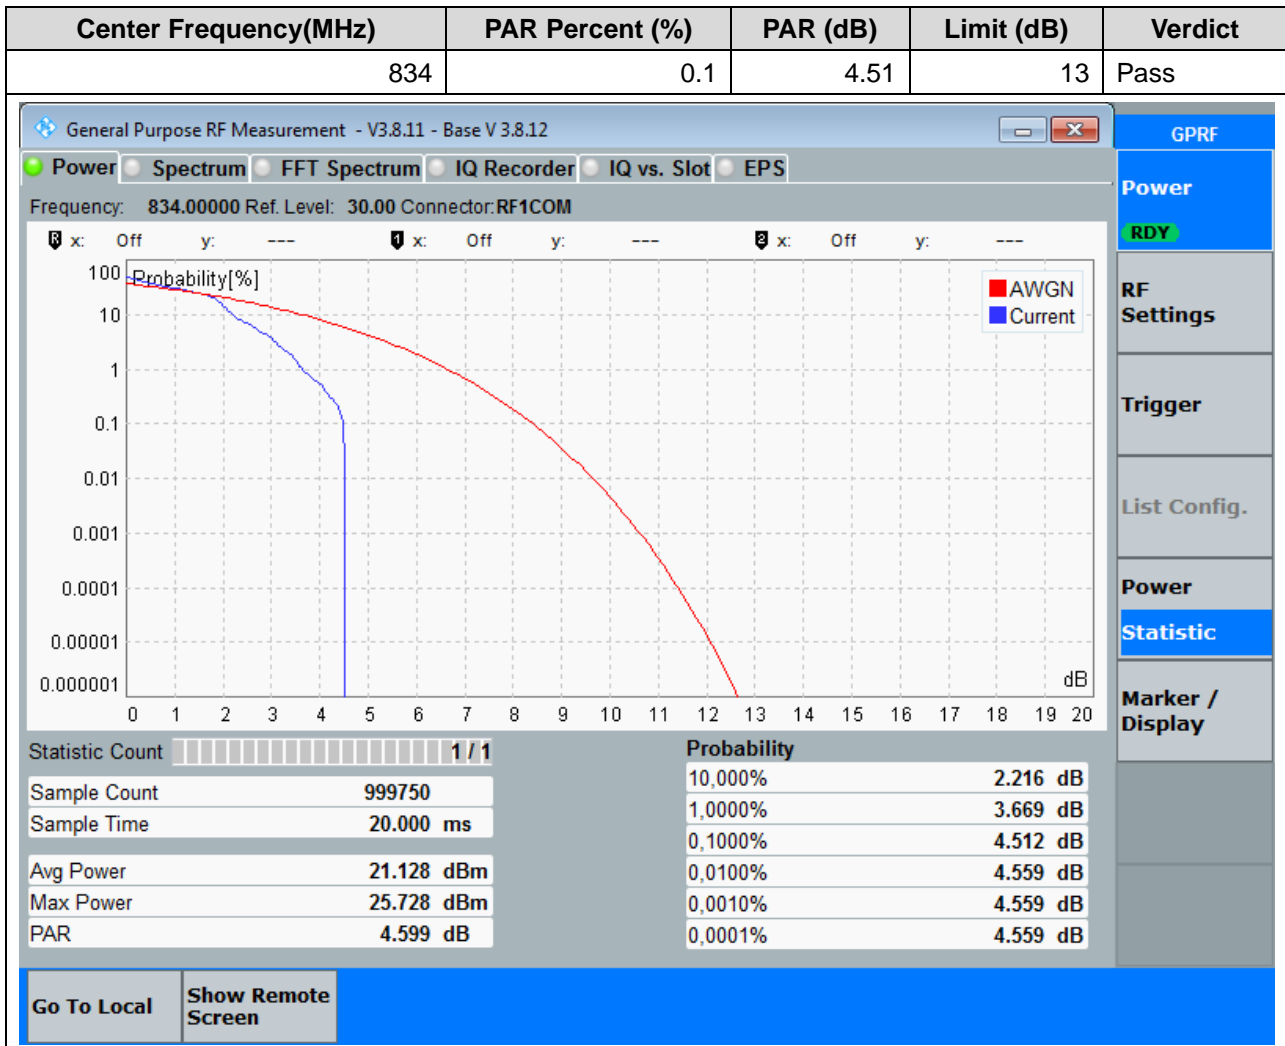 Center Frequency(MHz) PAR Percent (%) PAR (dB) Limit (dB) Verdict
834 0.1 4.51 13 Pass
General Purpose RF Measurement - V3.8.11 - Base V 3.8.12
GPRF
Power Spectrum FFT Spectrum IQ Recorder IQ vs. Slot EPS
Frequency: 834.00000 Ref. Level: 30.00 Connector:RF1COM
R x: Off y: --- 1 x: Off y: --- 2 x: Off y: ---
Probability[%]
AWGN
Current
100
10
1
0.1
0.01
0.001
0.0001
0.00001
0.000001
dB
0 1 2 3 4 5 6 7 8 9 10 11 12 13 14 15 16 17 18 19 20
Statistic Count 1 / 1
Sample Count 999750
Sample Time 20.000 ms
Avg Power 21.128 dBm
Max Power 25.728 dBm
PAR 4.599 dB
Probability
10,000% 2.216 dB
1,0000% 3.669 dB
0,1000% 4.512 dB
0,0100% 4.559 dB
0,0010% 4.559 dB
0,0001% 4.559 dB
Power
RDY
RF
Settings
Trigger
List Config.
Power
Statistic
Marker /
Display
Go To Local
Show Remote
Screen